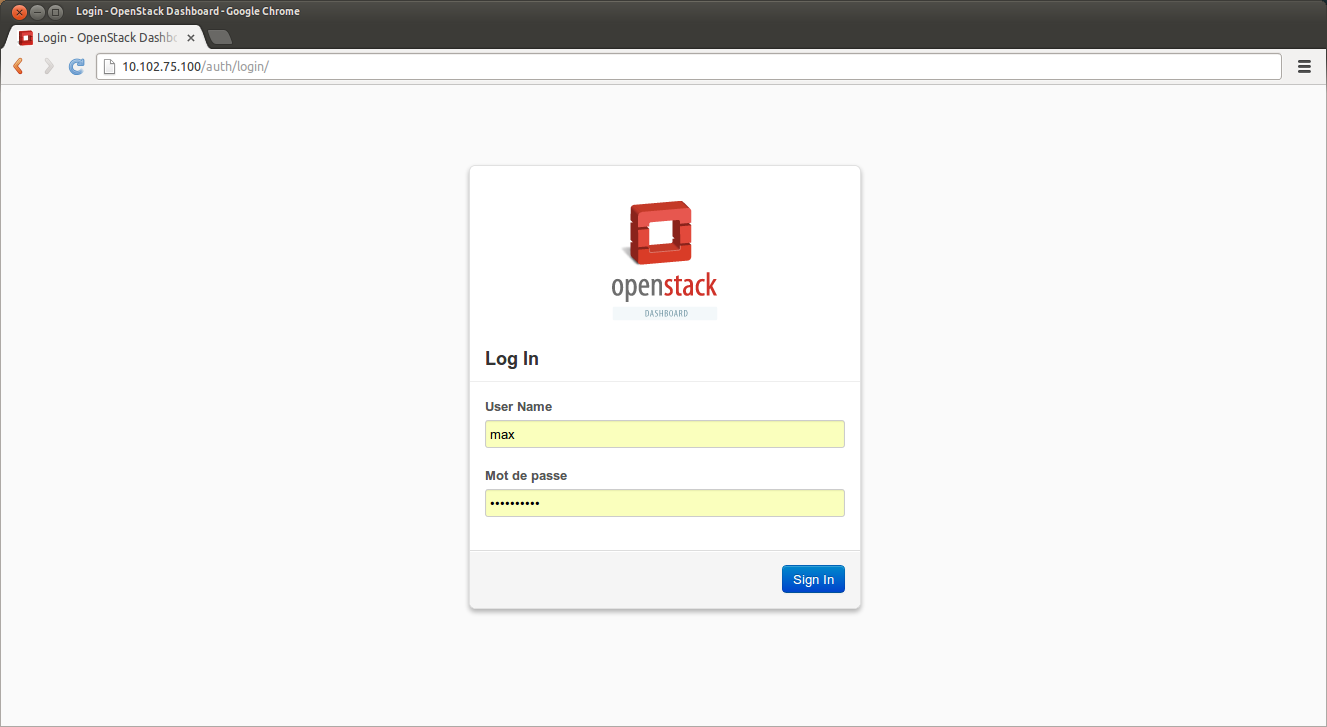 Login - OpenStack Dashboard - Google Chrome
Login - OpenStack Dashb
10.102.75.100/auth/login/
openstack
DASHBOARD
Log In
User Name
max
Mot de passe
••••••••••
Sign In